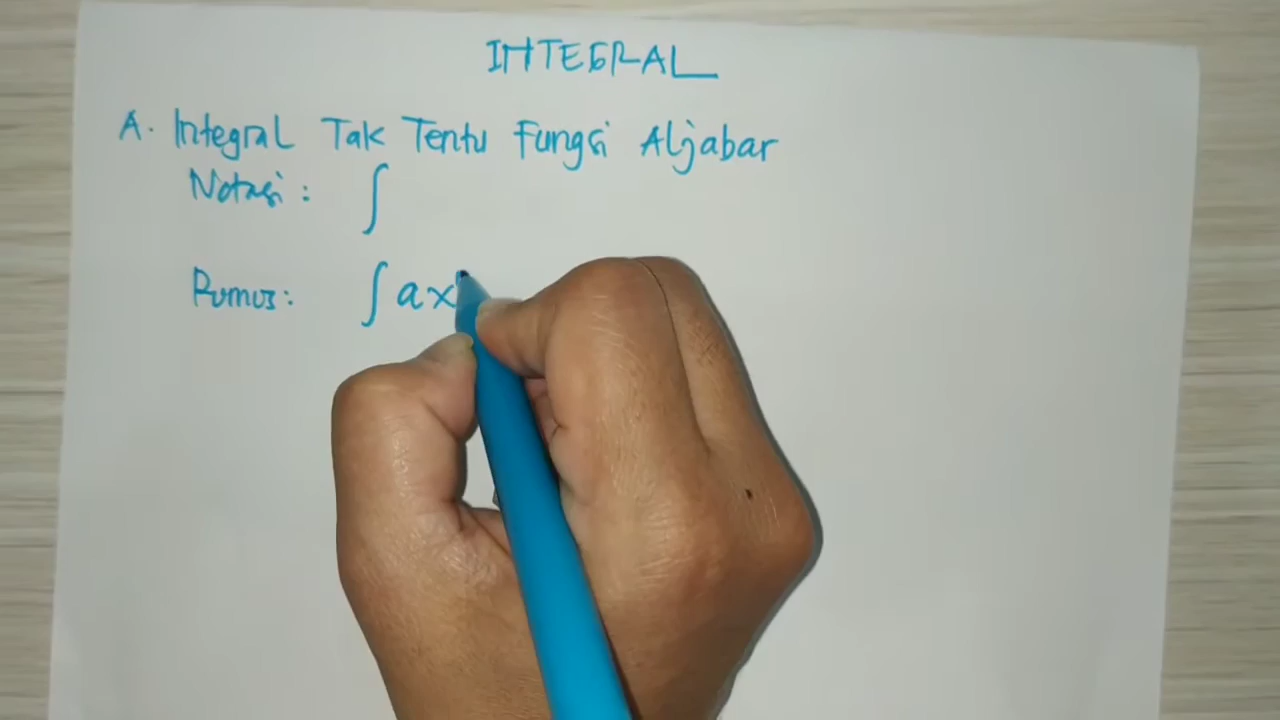 INTEGRAL
A. Integral Tak Tentu Fungsi Aljabar
Notasi : ∫
Rumus : ∫ ax